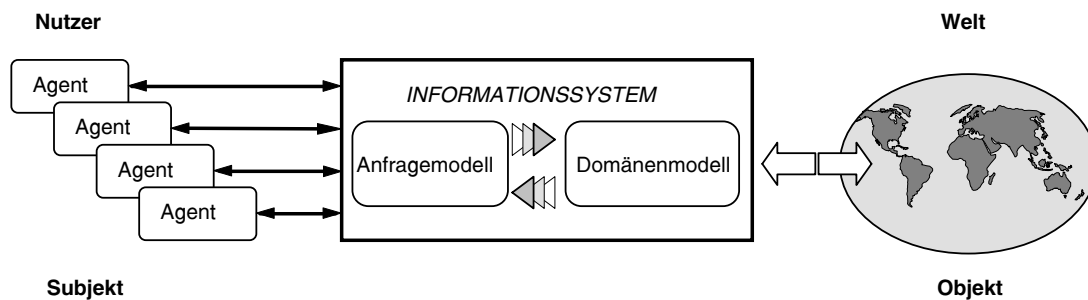 Nutzer
Welt
Agent
Agent
Agent
Agent
INFORMATIONSSYSTEM
Anfragemodell
Domänenmodell
Subjekt
Objekt